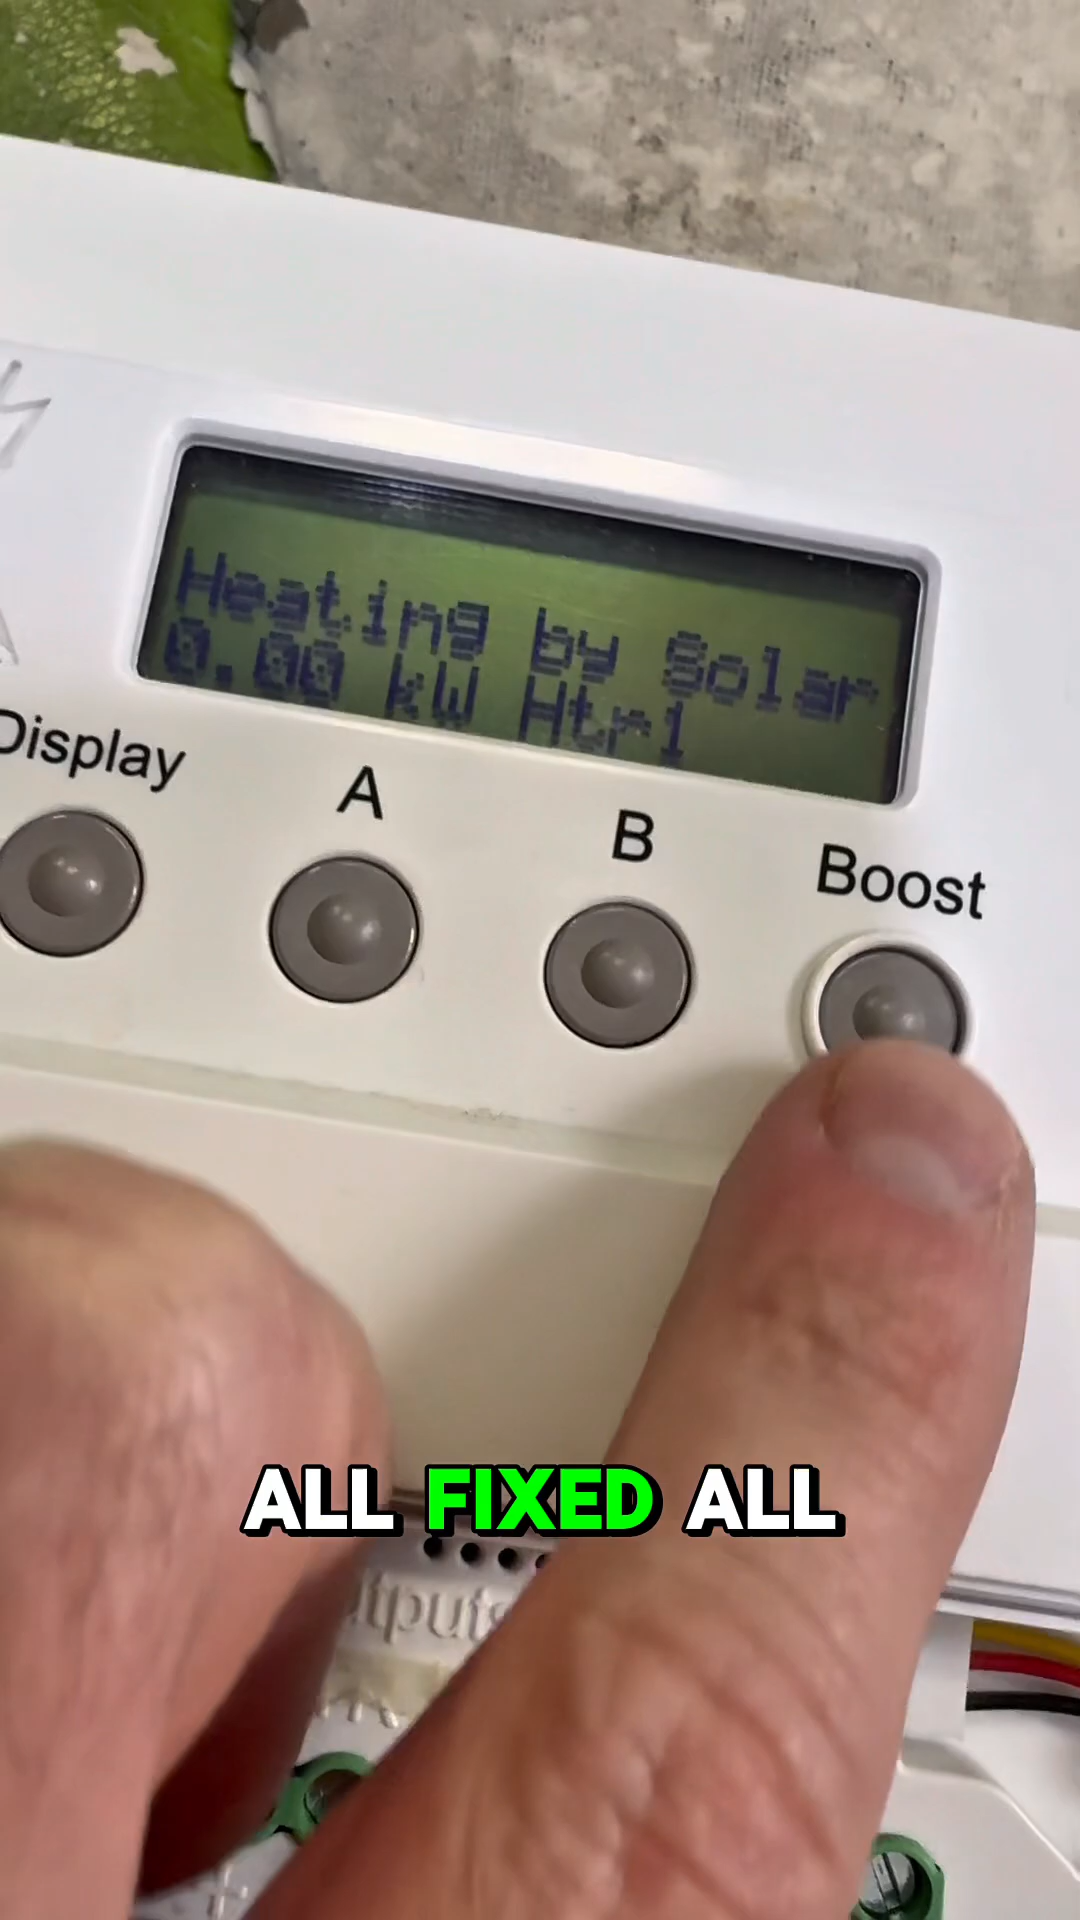 Heating by Solar
0.00 kW Htr1
Display
A
B
Boost
ALL FIXED ALL